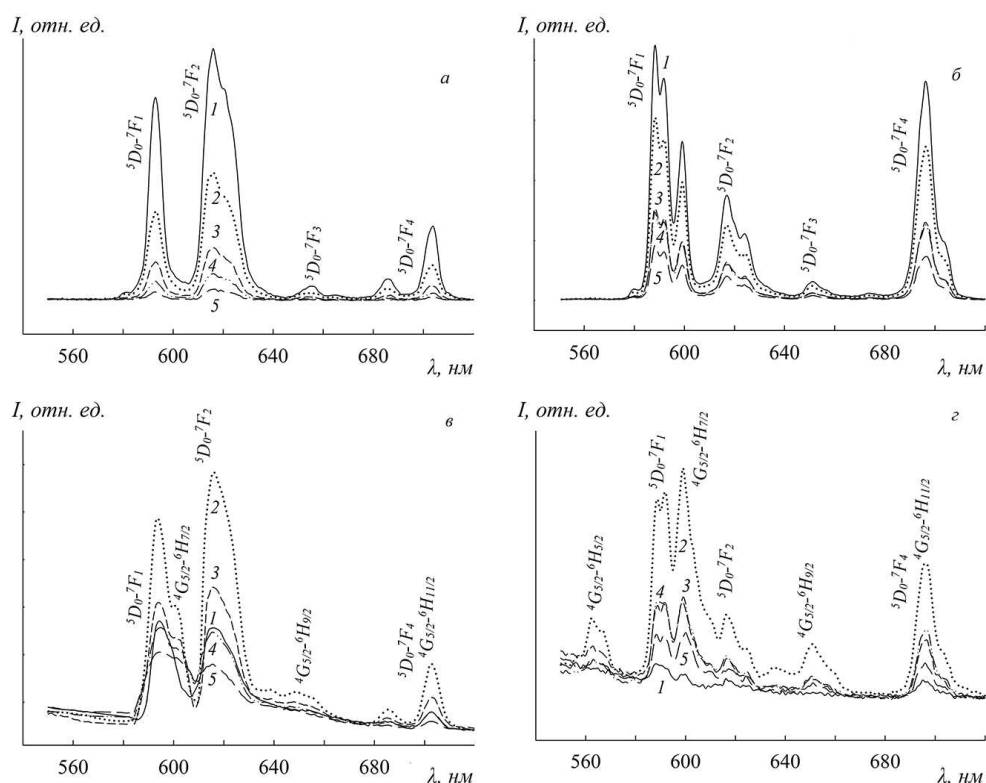 I, отн. ед.
а
⁵D₀-⁷F₁
⁵D₀-⁷F₂
1
2
3
4
5
⁵D₀-⁷F₃
⁵D₀-⁷F₄
560 600 640 680
λ, нм
I, отн. ед.
б
⁵D₀-⁷F₁
1
2
3
4
5
⁵D₀-⁷F₂
⁵D₀-⁷F₃
⁵D₀-⁷F₄
560 600 640 680
λ, нм
I, отн. ед.
в
⁵D₀-⁷F₁
⁴G₅/₂-⁶H₇/₂
⁵D₀-⁷F₂
2
3
1
4
5
⁴G₅/₂-⁶H₉/₂
⁵D₀-⁷F₄
⁴G₅/₂-⁶H₁₁/₂
560 600 640 680
λ, нм
I, отн. ед.
г
⁴G₅/₂-⁶H₅/₂
⁵D₀-⁷F₁
⁴G₅/₂-⁶H₇/₂
2
4
3
5
1
⁵D₀-⁷F₂
⁴G₅/₂-⁶H₉/₂
⁵D₀-⁷F₄
⁴G₅/₂-⁶H₁₁/₂
560 600 640 680
λ, нм